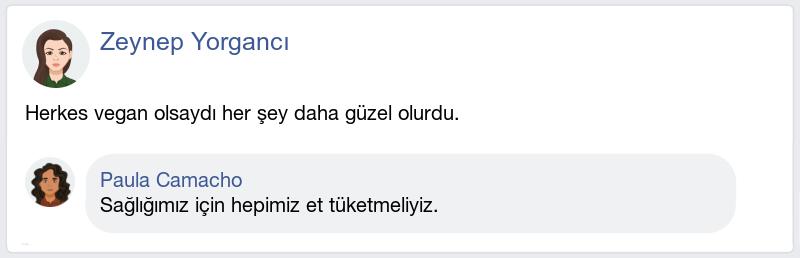 Zeynep Yorgancı
Herkes vegan olsaydı her şey daha güzel olurdu.
Paula Camacho
Sağlığımız için hepimiz et tüketmeliyiz.